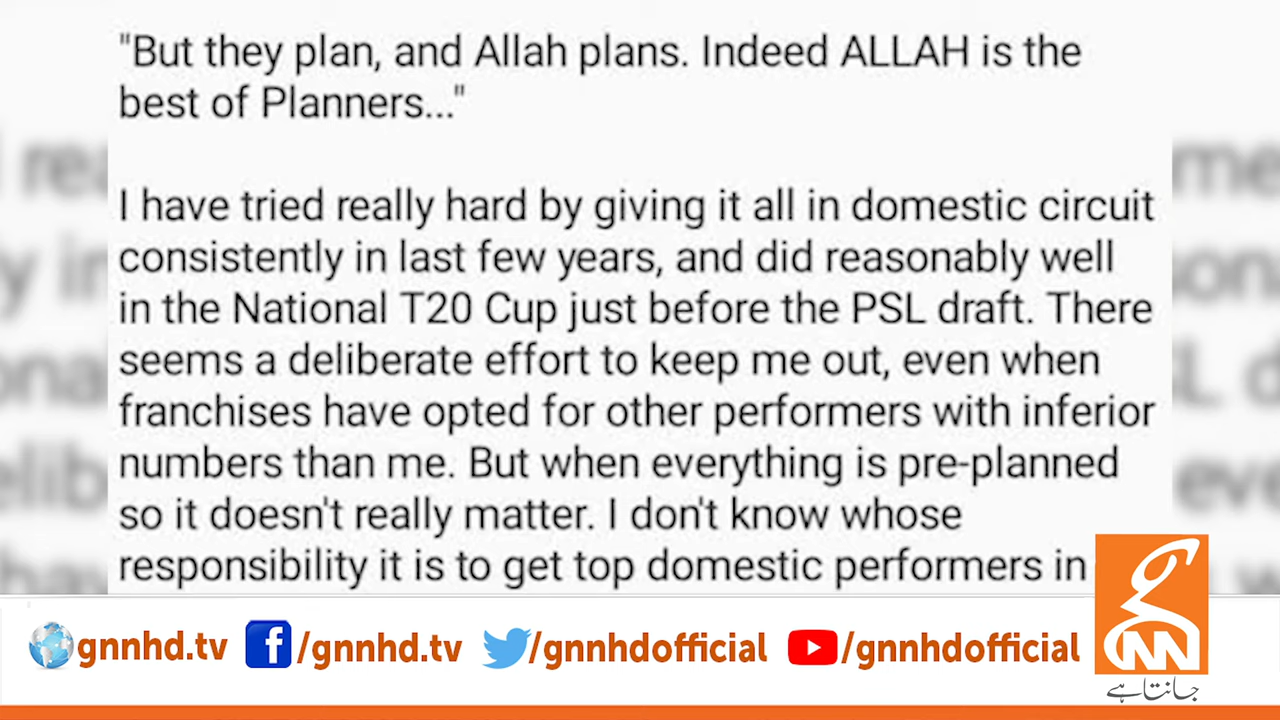 "But they plan, and Allah plans. Indeed ALLAH is the
best of Planners..."
I have tried really hard by giving it all in domestic circuit
consistently in last few years, and did reasonably well
in the National T20 Cup just before the PSL draft. There
seems a deliberate effort to keep me out, even when
franchises have opted for other performers with inferior
numbers than me. But when everything is pre-planned
so it doesn't really matter. I don't know whose
responsibility it is to get top domestic performers in
gnnhd.tv /gnnhd.tv /gnnhdofficial /gnnhdofficial
GNN
جانتا ہے